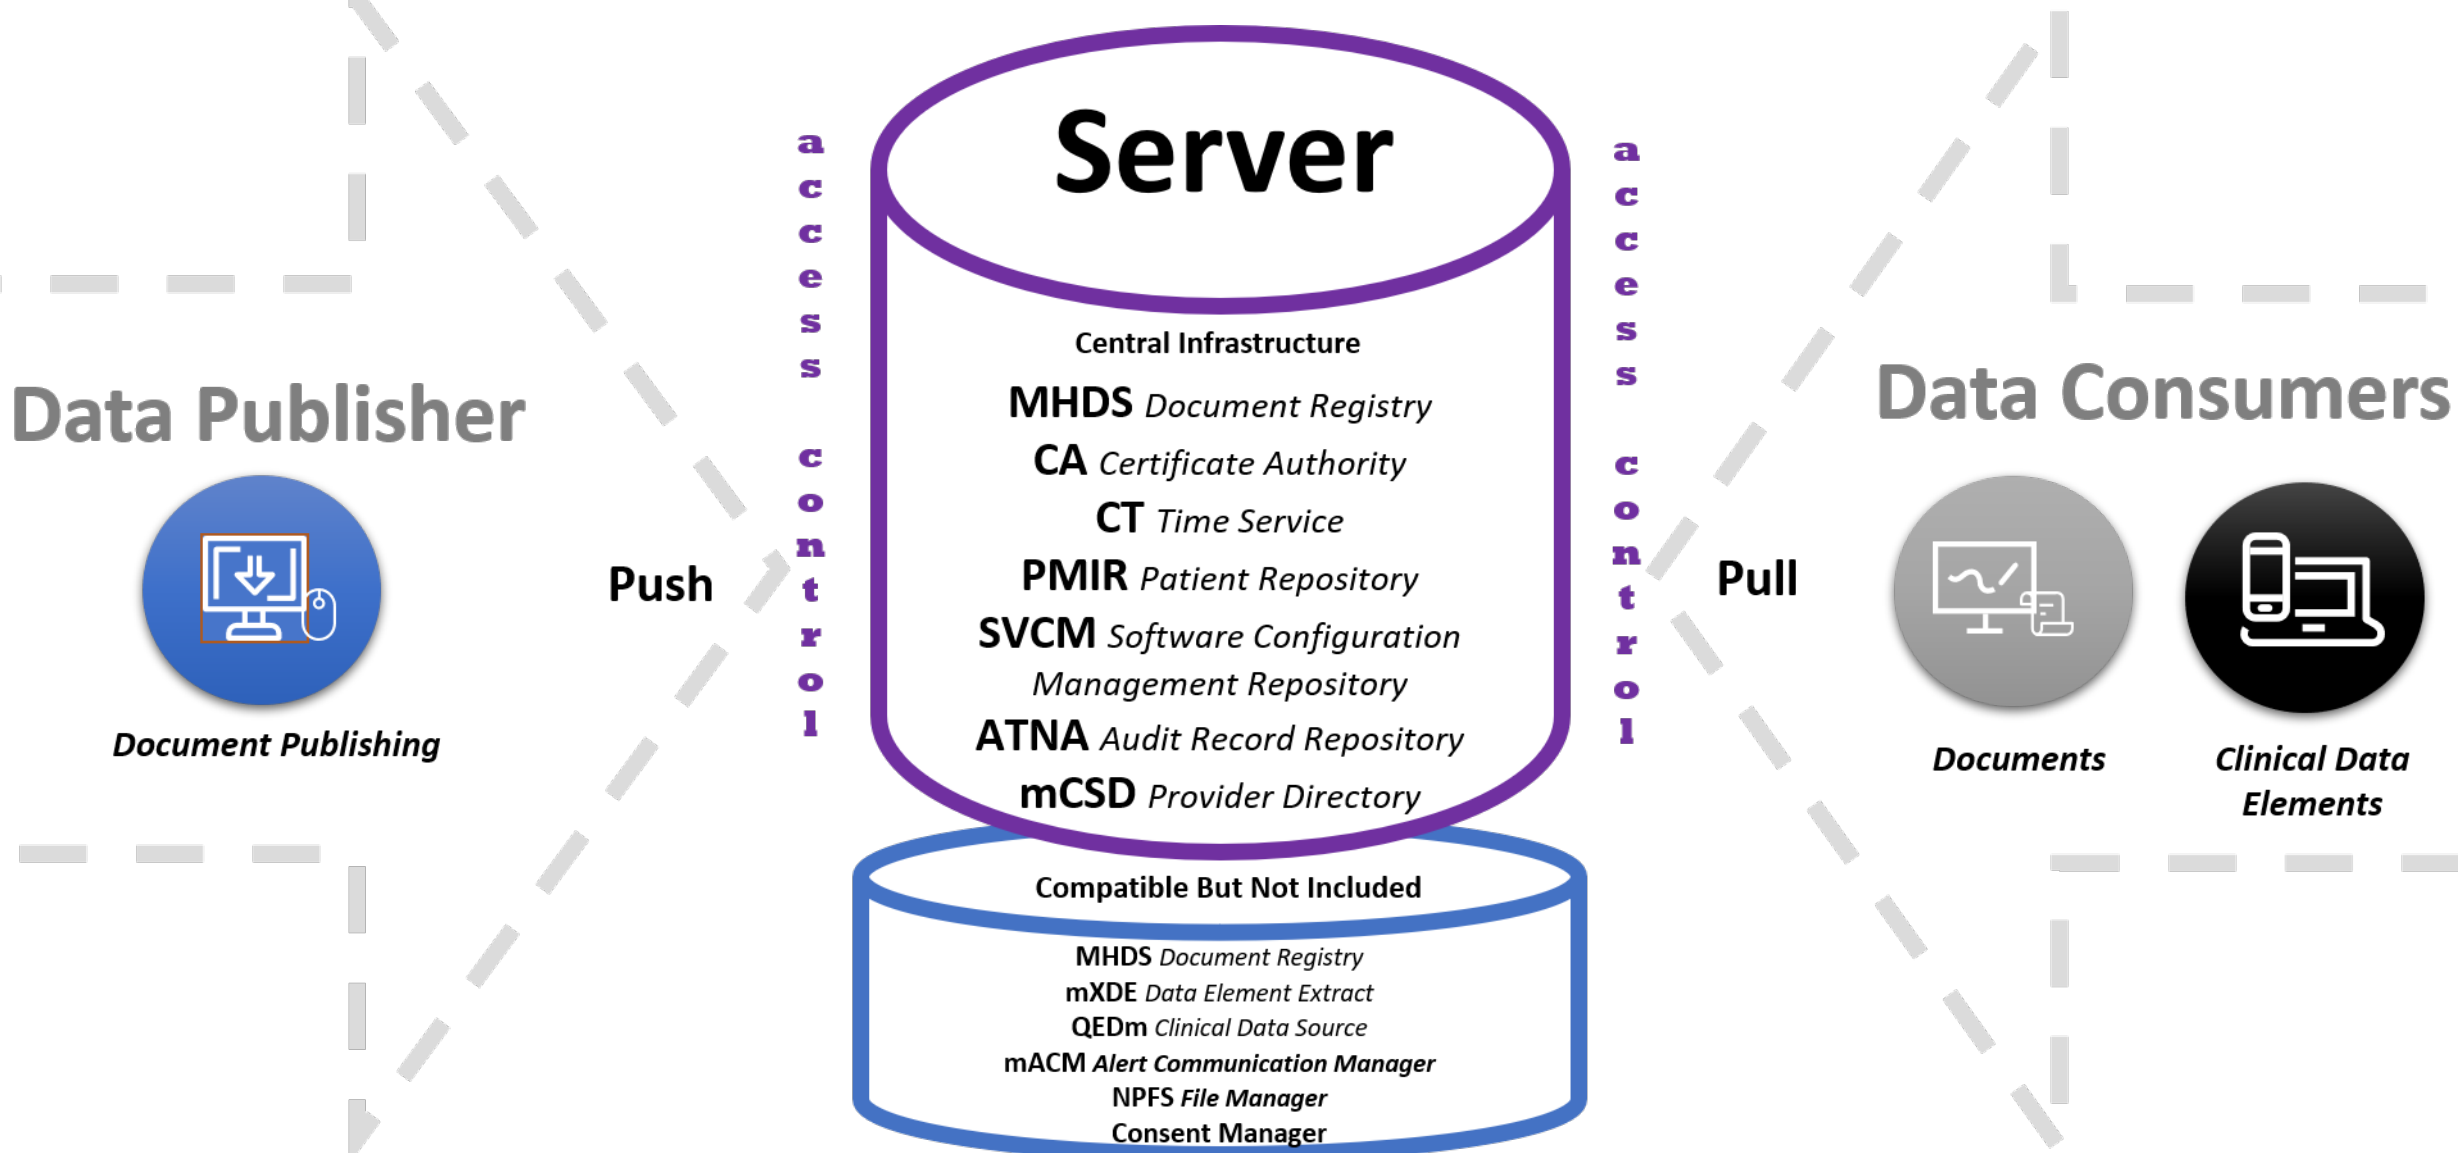 Data Publisher
Document Publishing
Push
access control
Server
Central Infrastructure
MHDS Document Registry
CA Certificate Authority
CT Time Service
PMIR Patient Repository
SVCM Software Configuration
Management Repository
ATNA Audit Record Repository
mCSD Provider Directory
Compatible But Not Included
MHDS Document Registry
mXDE Data Element Extract
QEDm Clinical Data Source
mACM Alert Communication Manager
NPFS File Manager
Consent Manager
access control
Pull
Data Consumers
Documents
Clinical Data
Elements